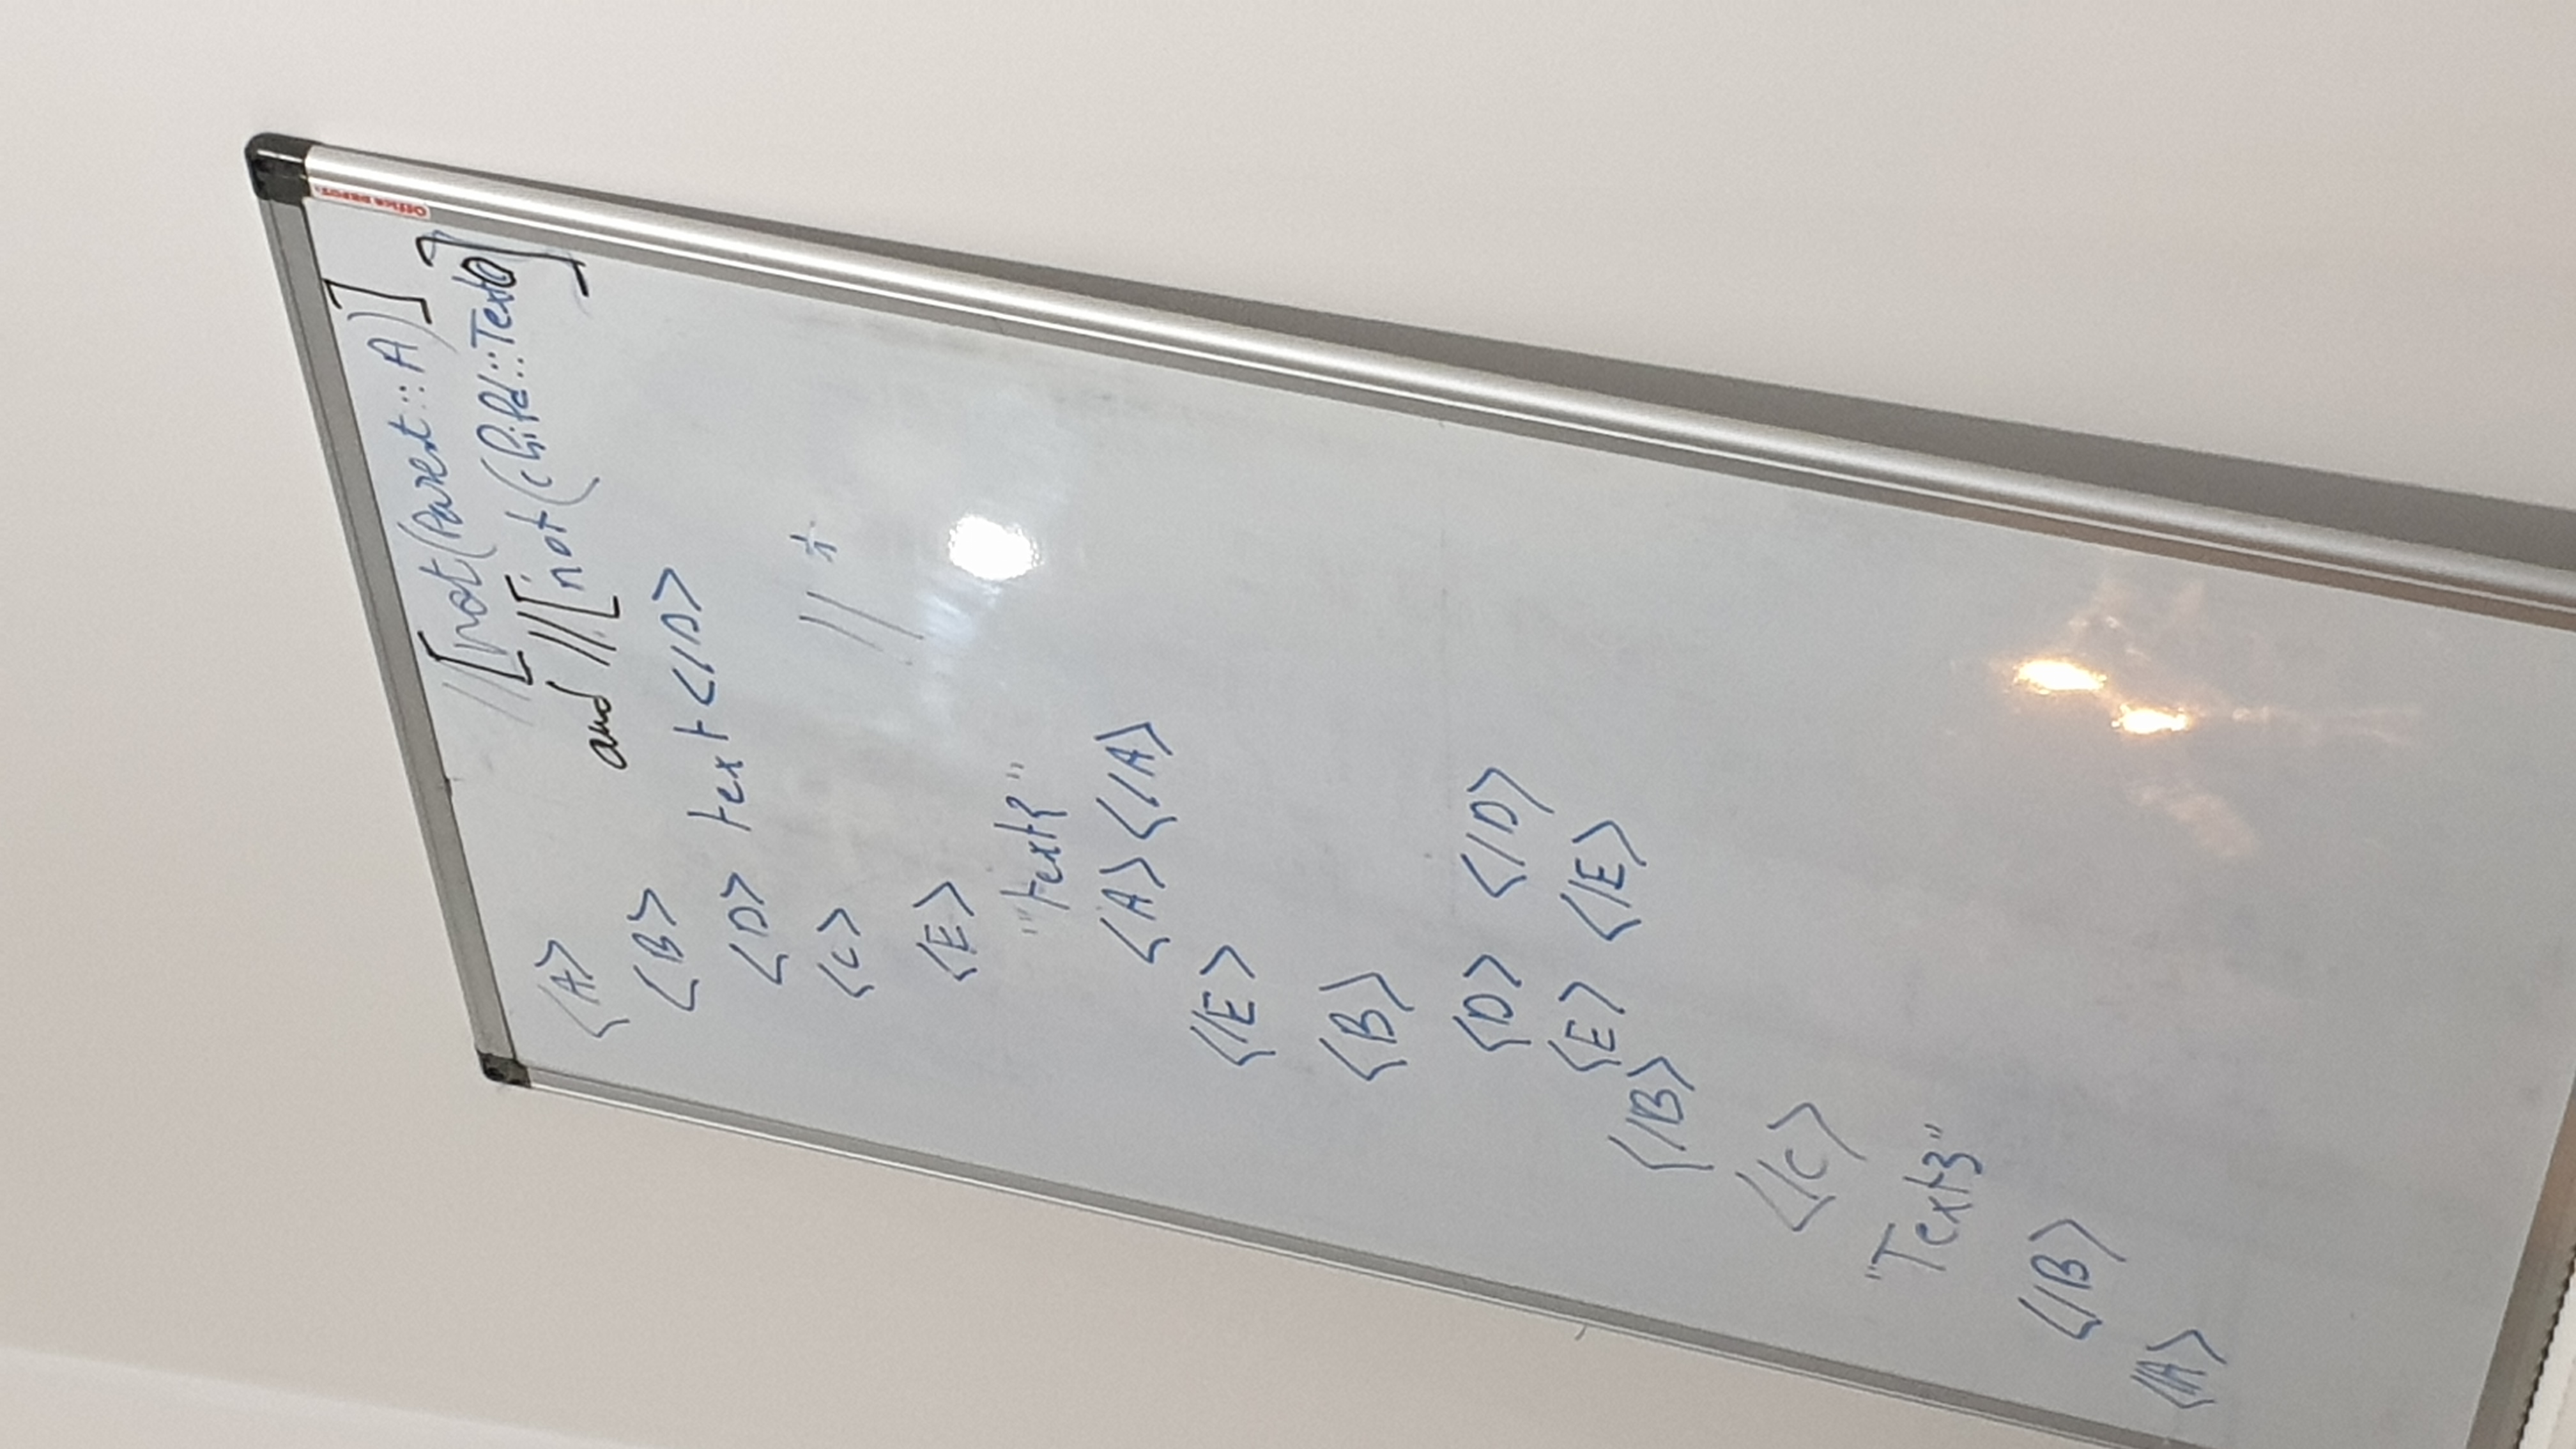 //[not(Parent::A)]
and //[not(child::Text()]
<A>
<B>
<D> text</D>
//*
<C>
<E>
"text2"
<A></A>
</E>
<B>
<D> </D>
<E> </E>
</B>
</C>
"Text3"
</B>
</A>
Office DEPOT